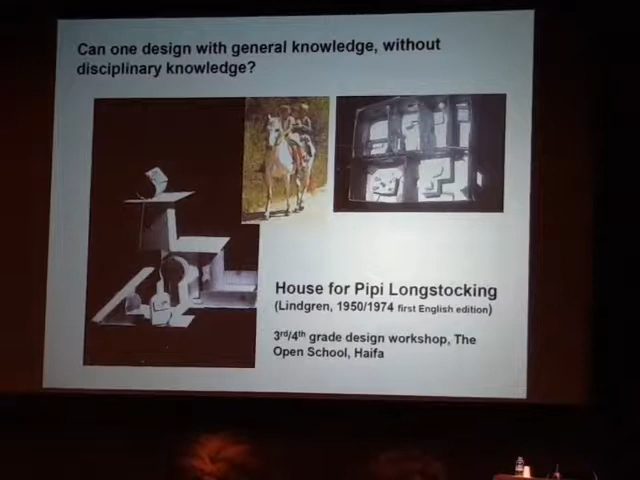 Can one design with general knowledge, without
disciplinary knowledge?
House for Pipi Longstocking
(Lindgren, 1950/1974 first English edition)
3rd/4th grade design workshop, The
Open School, Haifa